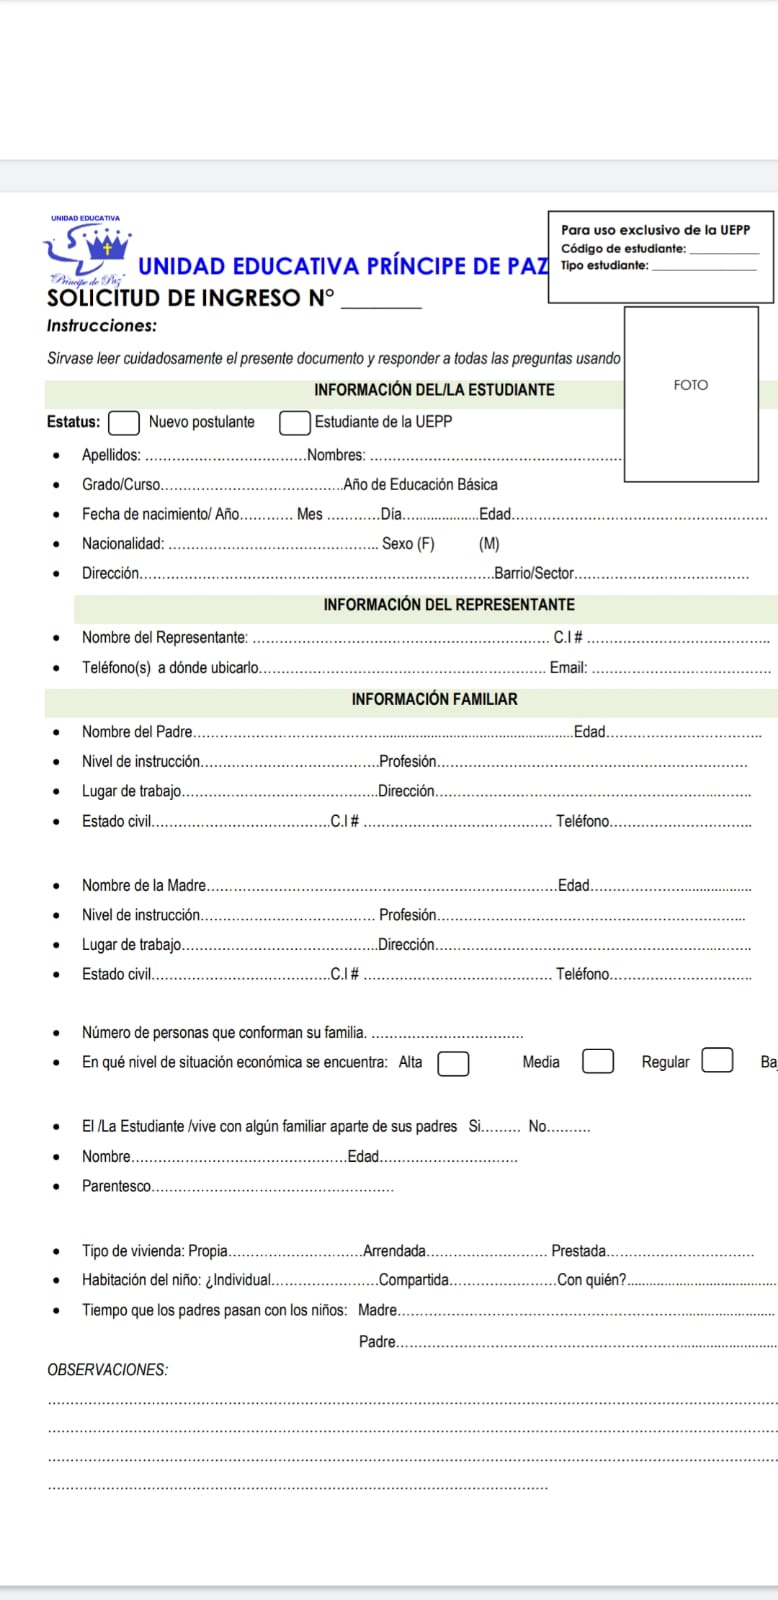 UNIDAD EDUCATIVA
"Príncipe de Paz"
Para uso exclusivo de la UEPP
Código de estudiante: ___________
Tipo estudiante: _________________
UNIDAD EDUCATIVA PRÍNCIPE DE PAZ
SOLICITUD DE INGRESO N° _______
Instrucciones:
Sirvase leer cuidadosamente el presente documento y responder a todas las preguntas usando
FOTO
INFORMACIÓN DEL/LA ESTUDIANTE
Estatus: Nuevo postulante Estudiante de la UEPP
• Apellidos: ....................Nombres: ....................
• Grado/Curso....................Año de Educación Básica
• Fecha de nacimiento/ Año............ Mes ............Día....................Edad....................
• Nacionalidad: .................... Sexo (F) (M)
• Dirección....................Barrio/Sector....................
INFORMACIÓN DEL REPRESENTANTE
• Nombre del Representante: .................... C.I # ....................
• Teléfono(s) a dónde ubicarlo.................... Email: ....................
INFORMACIÓN FAMILIAR
• Nombre del Padre....................Edad....................
• Nivel de instrucción....................Profesión....................
• Lugar de trabajo....................Dirección....................
• Estado civil....................C.I # .................... Teléfono....................
• Nombre de la Madre....................Edad....................
• Nivel de instrucción.................... Profesión....................
• Lugar de trabajo....................Dirección....................
• Estado civil....................C.I # .................... Teléfono....................
• Número de personas que conforman su familia. ....................
• En qué nivel de situación económica se encuentra: Alta Media Regular
• El /La Estudiante /vive con algún familiar aparte de sus padres Si......... No..........
• Nombre....................Edad....................
• Parentesco....................
• Tipo de vivienda: Propia....................Arrendada.................... Prestada....................
• Habitación del niño: ¿Individual....................Compartida....................Con quién?....................
• Tiempo que los padres pasan con los niños: Madre....................
Padre....................
OBSERVACIONES:
....................
....................
....................
....................